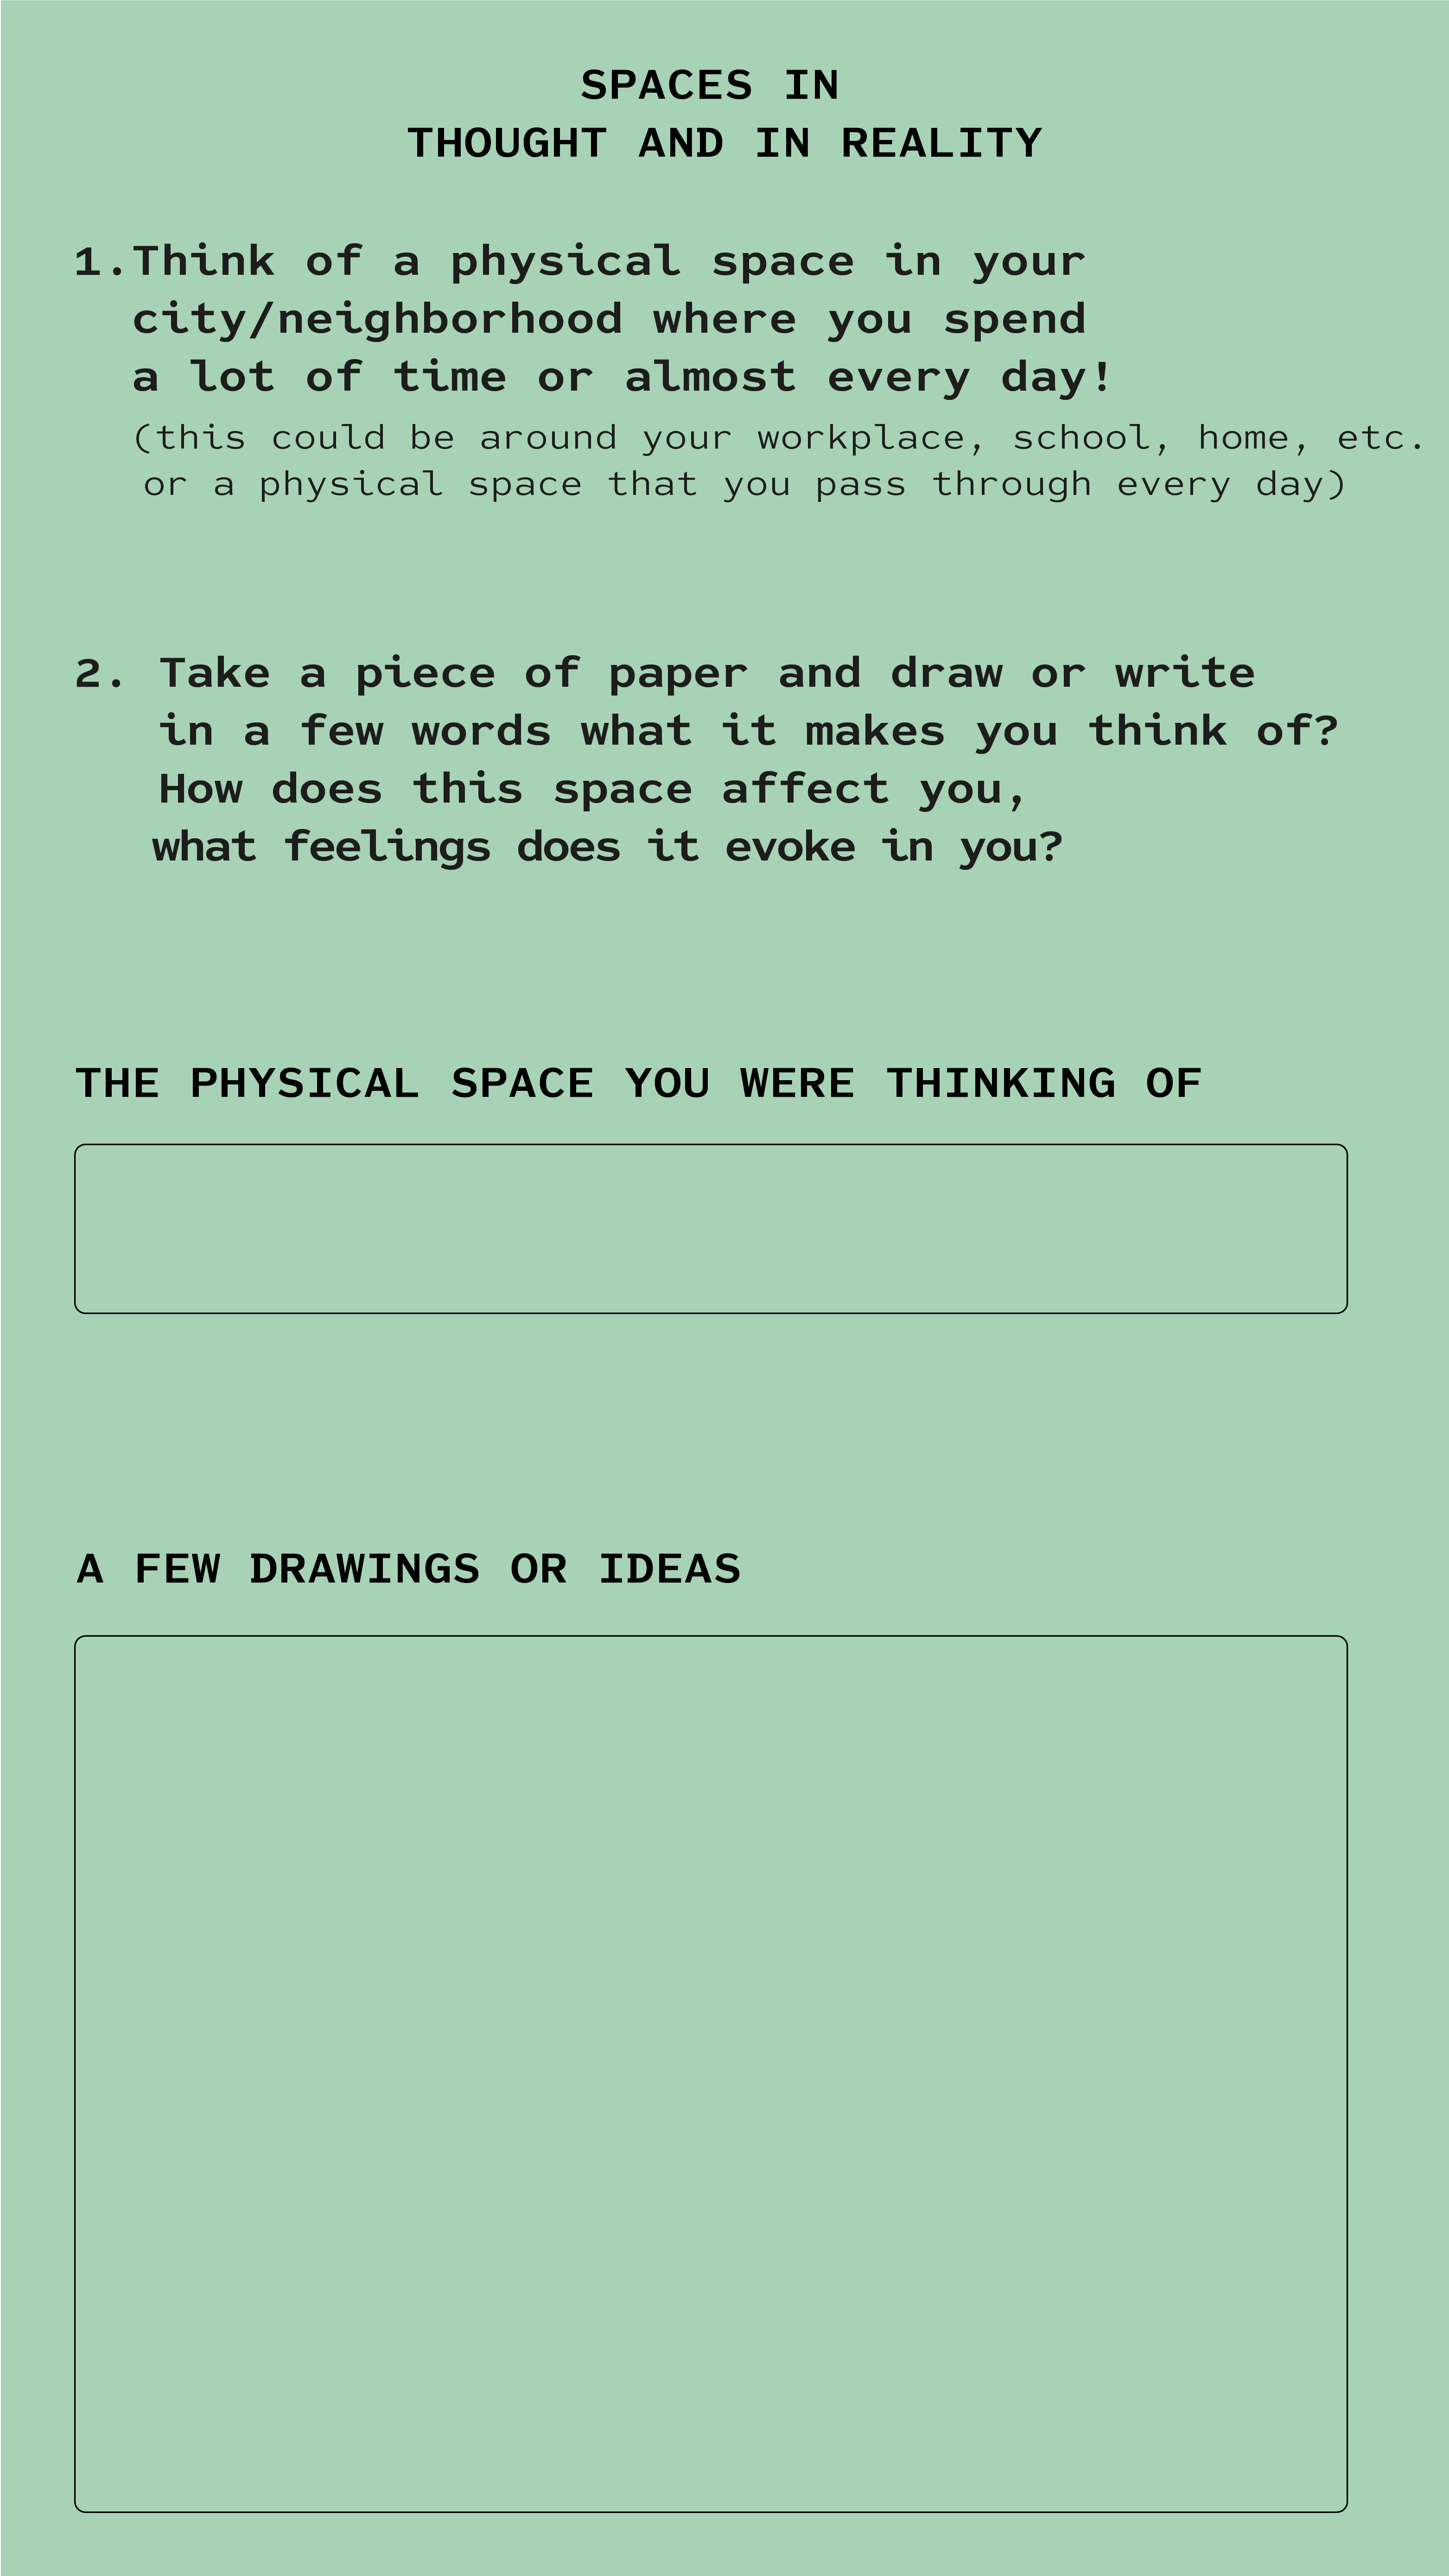 SPACES IN
THOUGHT AND IN REALITY
1.Think of a physical space in your
city/neighborhood where you spend
a lot of time or almost every day!
(this could be around your workplace, school, home, etc.
or a physical space that you pass through every day)
2. Take a piece of paper and draw or write
in a few words what it makes you think of?
How does this space affect you,
what feelings does it evoke in you?
THE PHYSICAL SPACE YOU WERE THINKING OF
A FEW DRAWINGS OR IDEAS